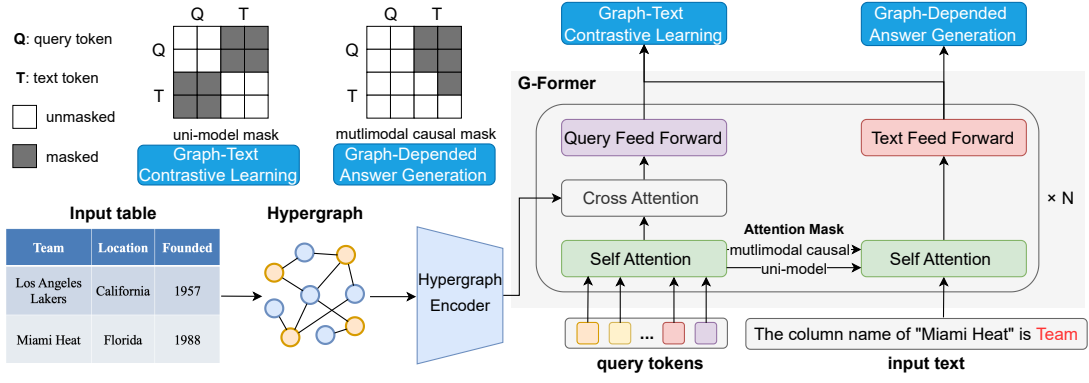 Q T
Q: query token
T: text token
unmasked
masked
Q
T
uni-model mask
Graph-Text
Contrastive Learning
Q T
Q
T
mutlimodal causal mask
Graph-Depended
Answer Generation
Input table
Team Location Founded
Los Angeles
Lakers
California 1957
Miami Heat Florida 1988
Hypergraph
Hypergraph
Encoder
Graph-Text
Contrastive Learning
Graph-Depended
Answer Generation
G-Former
Query Feed Forward
Text Feed Forward
Cross Attention
× N
Attention Mask
mutlimodal causal
uni-model
Self Attention
Self Attention
...
query tokens
The column name of "Miami Heat" is Team
input text